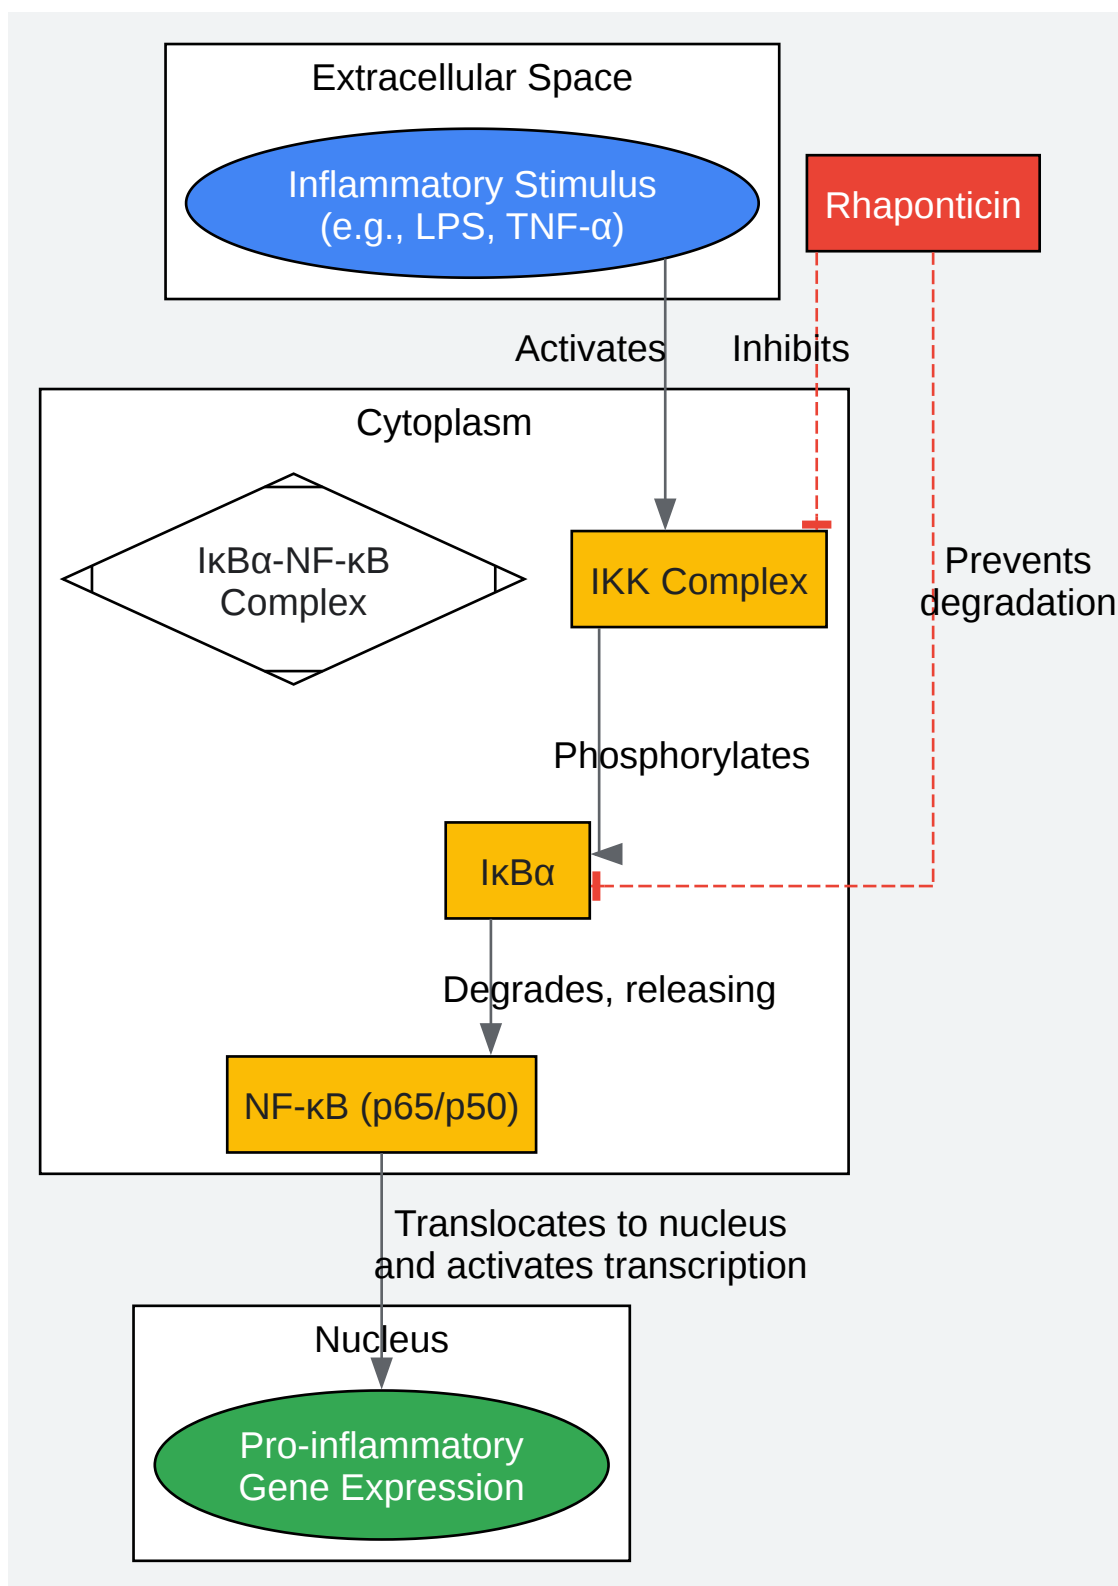 Extracellular Space
Inflammatory Stimulus
(e.g., LPS, TNF-α)
Rhaponticin
Activates
Inhibits
Cytoplasm
IκBα-NF-κB
Complex
IKK Complex
Prevents
degradation
Phosphorylates
IκBα
Degrades, releasing
NF-κB (p65/p50)
Translocates to nucleus
and activates transcription
Nucleus
Pro-inflammatory
Gene Expression